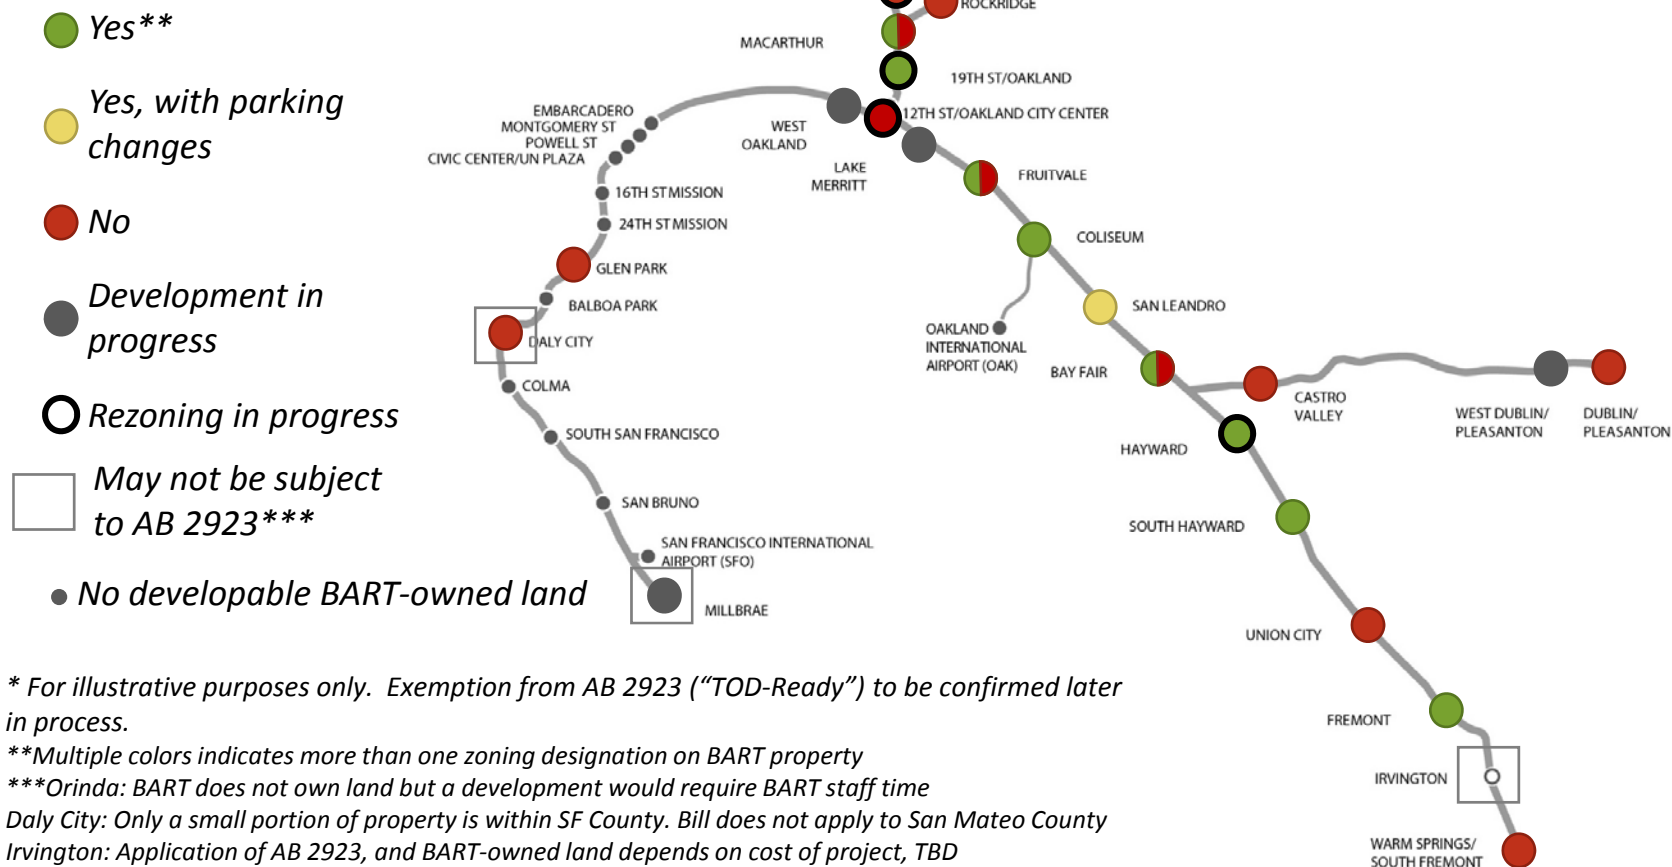 Yes**
Yes, with parking
changes
No
Development in
progress
Rezoning in progress
May not be subject
to AB 2923***
No developable BART-owned land
ROCKRIDGE
MACARTHUR
19TH ST/OAKLAND
12TH ST/OAKLAND CITY CENTER
EMBARCADERO
MONTGOMERY ST
POWELL ST
CIVIC CENTER/UN PLAZA
WEST
OAKLAND
LAKE
MERRITT
FRUITVALE
16TH ST MISSION
24TH ST MISSION
COLISEUM
GLEN PARK
BALBOA PARK
SAN LEANDRO
DALY CITY
OAKLAND
INTERNATIONAL
AIRPORT (OAK)
BAY FAIR
COLMA
CASTRO
VALLEY
WEST DUBLIN/
PLEASANTON
DUBLIN/
PLEASANTON
SOUTH SAN FRANCISCO
HAYWARD
SAN BRUNO
SOUTH HAYWARD
SAN FRANCISCO INTERNATIONAL
AIRPORT (SFO)
MILLBRAE
UNION CITY
FREMONT
IRVINGTON
WARM SPRINGS/
SOUTH FREMONT
* For illustrative purposes only.  Exemption from AB 2923 (“TOD-Ready”) to be confirmed later
in process.
**Multiple colors indicates more than one zoning designation on BART property
***Orinda: BART does not own land but a development would require BART staff time
Daly City: Only a small portion of property is within SF County. Bill does not apply to San Mateo County
Irvington: Application of AB 2923, and BART-owned land depends on cost of project, TBD